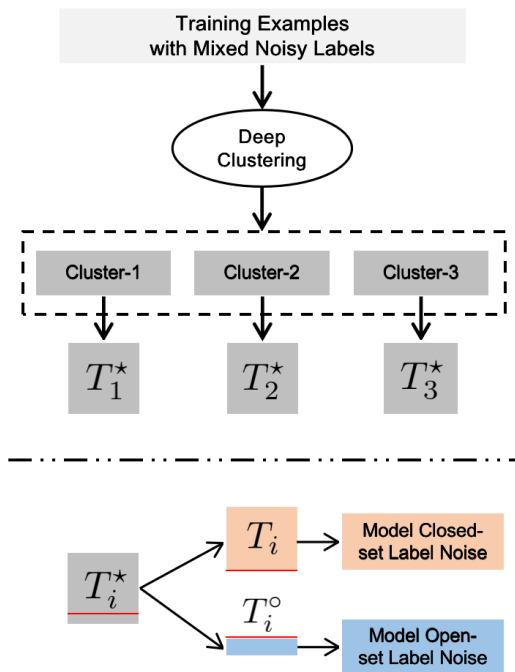 Training Examples
with Mixed Noisy Labels
Deep
Clustering
Cluster-1 Cluster-2 Cluster-3
T₁* T₂* T₃*
Tᵢ Model Closed-
set Label Noise
Tᵢ*
Tᵢ° Model Open-
set Label Noise